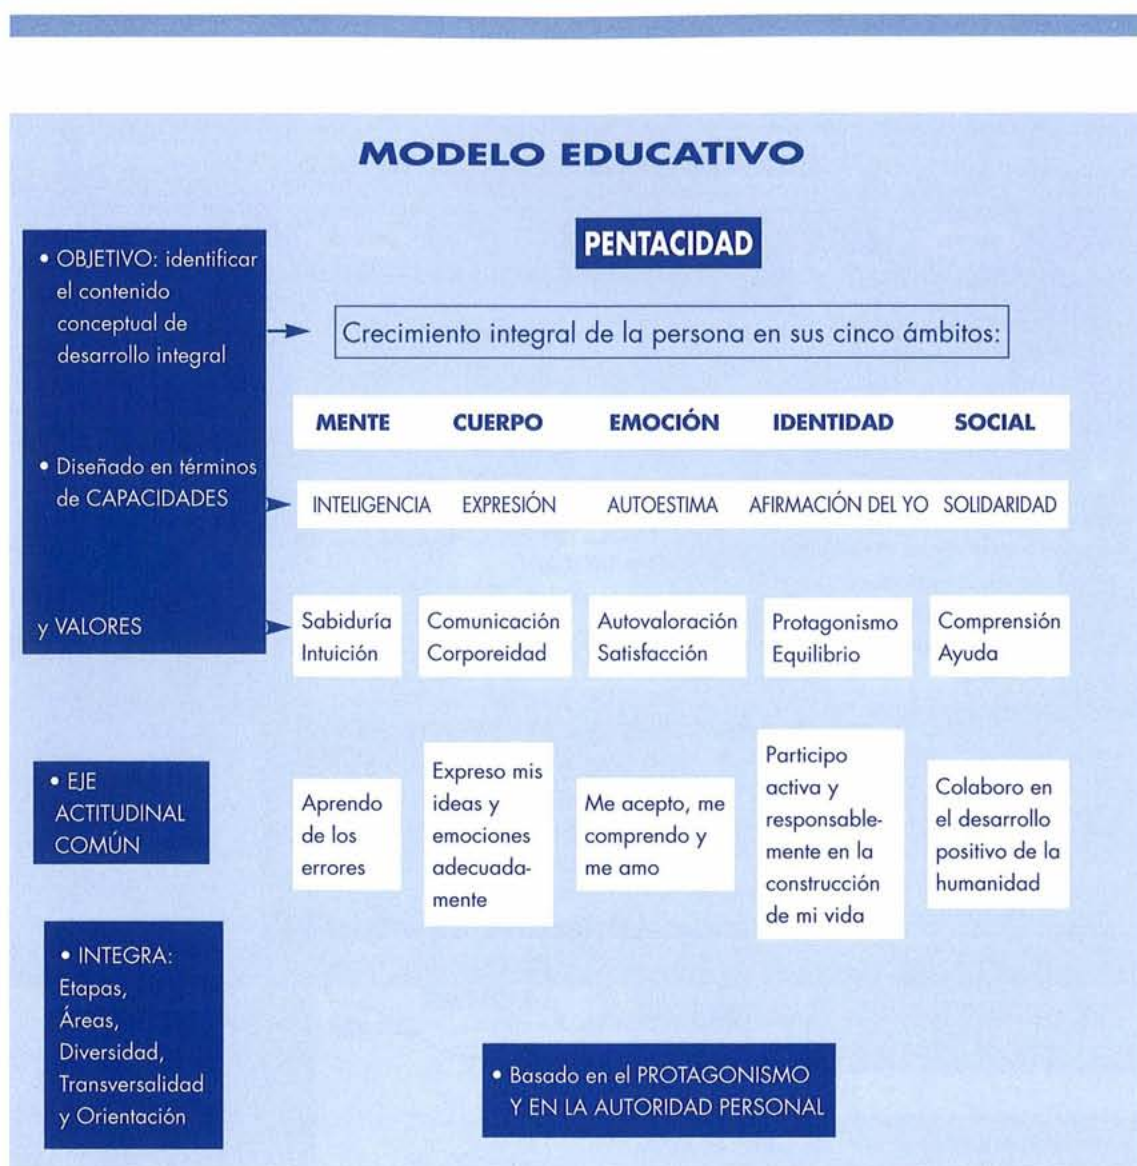 MODELO EDUCATIVO
PENTACIDAD
• OBJETIVO: identificar
el contenido
conceptual de
desarrollo integral
Crecimiento integral de la persona en sus cinco ámbitos:
MENTE CUERPO EMOCIÓN IDENTIDAD SOCIAL
• Diseñado en términos
de CAPACIDADES
INTELIGENCIA EXPRESIÓN AUTOESTIMA AFIRMACIÓN DEL YO SOLIDARIDAD
y VALORES
Sabiduría
Intuición
Comunicación
Corporeidad
Autovaloración
Satisfacción
Protagonismo
Equilibrio
Comprensión
Ayuda
• EJE
ACTITUDINAL
COMÚN
Aprendo
de los
errores
Expreso mis
ideas y
emociones
adecuada-
mente
Me acepto, me
comprendo y
me amo
Participo
activa y
responsable-
mente en la
construcción
de mi vida
Colaboro en
el desarrollo
positivo de la
humanidad
• INTEGRA:
Etapas,
Áreas,
Diversidad,
Transversalidad
y Orientación
• Basado en el PROTAGONISMO
Y EN LA AUTORIDAD PERSONAL